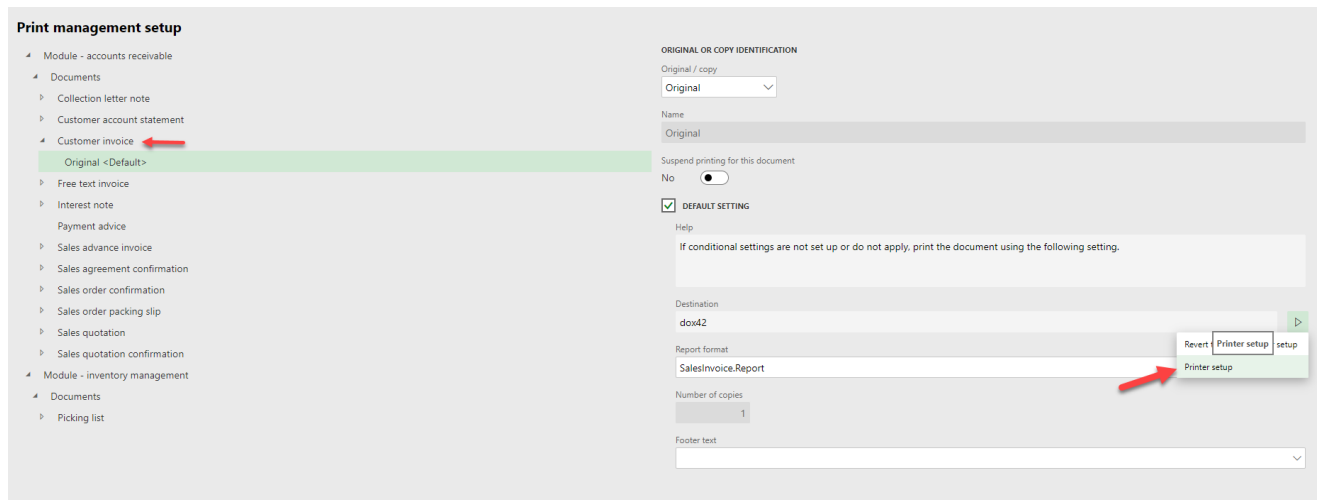 Print management setup
Module - accounts receivable
Documents
Collection letter note
Customer account statement
Customer invoice
Original <Default>
Free text invoice
Interest note
Payment advice
Sales advance invoice
Sales agreement confirmation
Sales order confirmation
Sales order packing slip
Sales quotation
Sales quotation confirmation
Module - inventory management
Documents
Picking list
ORIGINAL OR COPY IDENTIFICATION
Original / copy
Original
Name
Original
Suspend printing for this document
No
DEFAULT SETTING
Help
If conditional settings are not set up or do not apply, print the document using the following setting.
Destination
dox42
Revert Printer setup setup
Printer setup
Report format
SalesInvoice.Report
Number of copies
1
Footer text